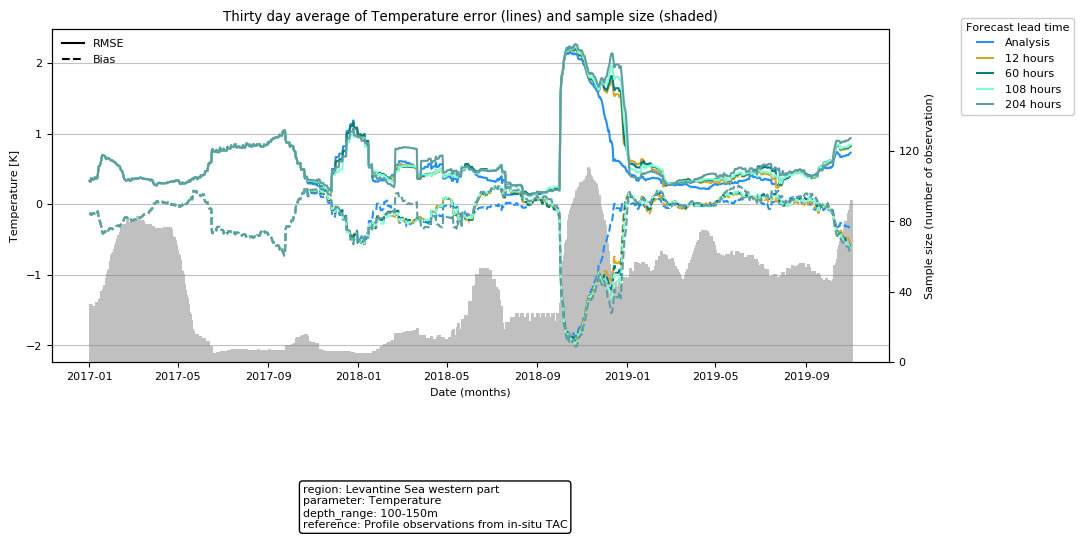 Thirty day average of Temperature error (lines) and sample size (shaded)
RMSE
Bias
Forecast lead time
Analysis
12 hours
60 hours
108 hours
204 hours
Temperature [K]
2
1
0
−1
−2
120
80
40
0
Sample size (number of observation)
2017-01 2017-05 2017-09 2018-01 2018-05 2018-09 2019-01 2019-05 2019-09
Date (months)
region: Levantine Sea western part
parameter: Temperature
depth_range: 100-150m
reference: Profile observations from in-situ TAC